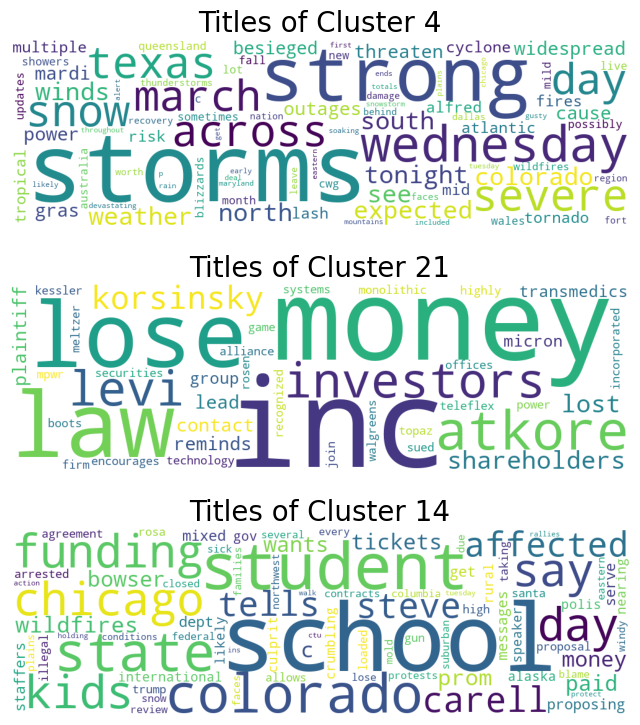 Titles of Cluster 4
multiple queensland besieged threaten cyclone widespread
showers texas fall strong first new mild day live
mardi thunderstorms lot ends chicago
updates winds alert march c totals plains outages alfred fires cause
snow recovery sometimes nation damage behind dallas gusty possibly
power throughout across get snowstorm south atlantic
risk storms soaking wednesday
tropical likely australia worth p rain blizzards early deal maryland eastern leave tonight tuesday wildfires colorado region
devastating month cwg see mid faces severe
gras weather north lash expected wales tornado fort
mountains included
Titles of Cluster 21
kessler korsinsky systems monolithic highly transmedics
plaintiff lose meltzer game money micron incorporated
alliance rosen
mpwr securities levi group investors offices
law boots lead inc recognized teleflex power lost
contact walgreens topaz atkore
reminds sued
firm encourages technology join shareholders
Titles of Cluster 14
agreement rosa mixed gov several every tickets affected
funding sick student wants due rallies
arrested bowser closed families get taking say
action chicago northwest contracts columbia tuesday rural eastern serve nearing
wildfires tells steve walk high messages santa polis
staffers illegal state dept likely culprit school suburban speaker day windy
plains holding conditions federal c crumbling loaded gun conditions proposal
international ctu mold prom alaska money blame
kids trump snow review colorado faces ins allows lose protests carell paid protect proposing